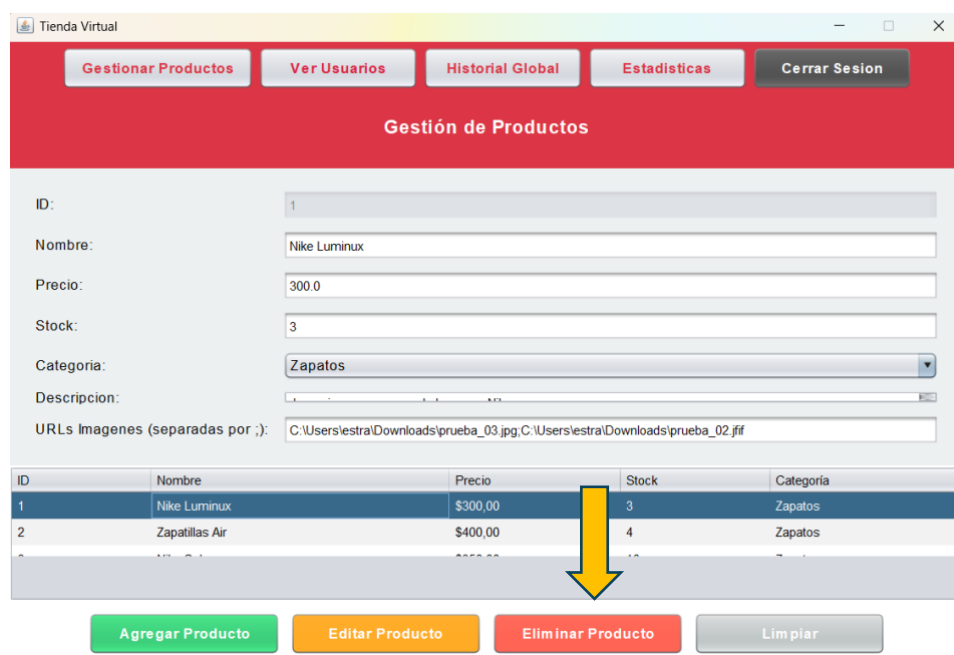 Tienda Virtual
Gestionar Productos Ver Usuarios Historial Global Estadisticas Cerrar Sesion
Gestión de Productos
ID: 1
Nombre: Nike Luminux
Precio: 300.0
Stock: 3
Categoria: Zapatos
Descripcion:
URLs Imagenes (separadas por ;): C:\Users\estra\Downloads\prueba_03.jpg;C:\Users\estra\Downloads\prueba_02.jfif
ID Nombre Precio Stock Categoría
1 Nike Luminux $300,00 3 Zapatos
2 Zapatillas Air $400,00 4 Zapatos
Agregar Producto Editar Producto Eliminar Producto Limpiar